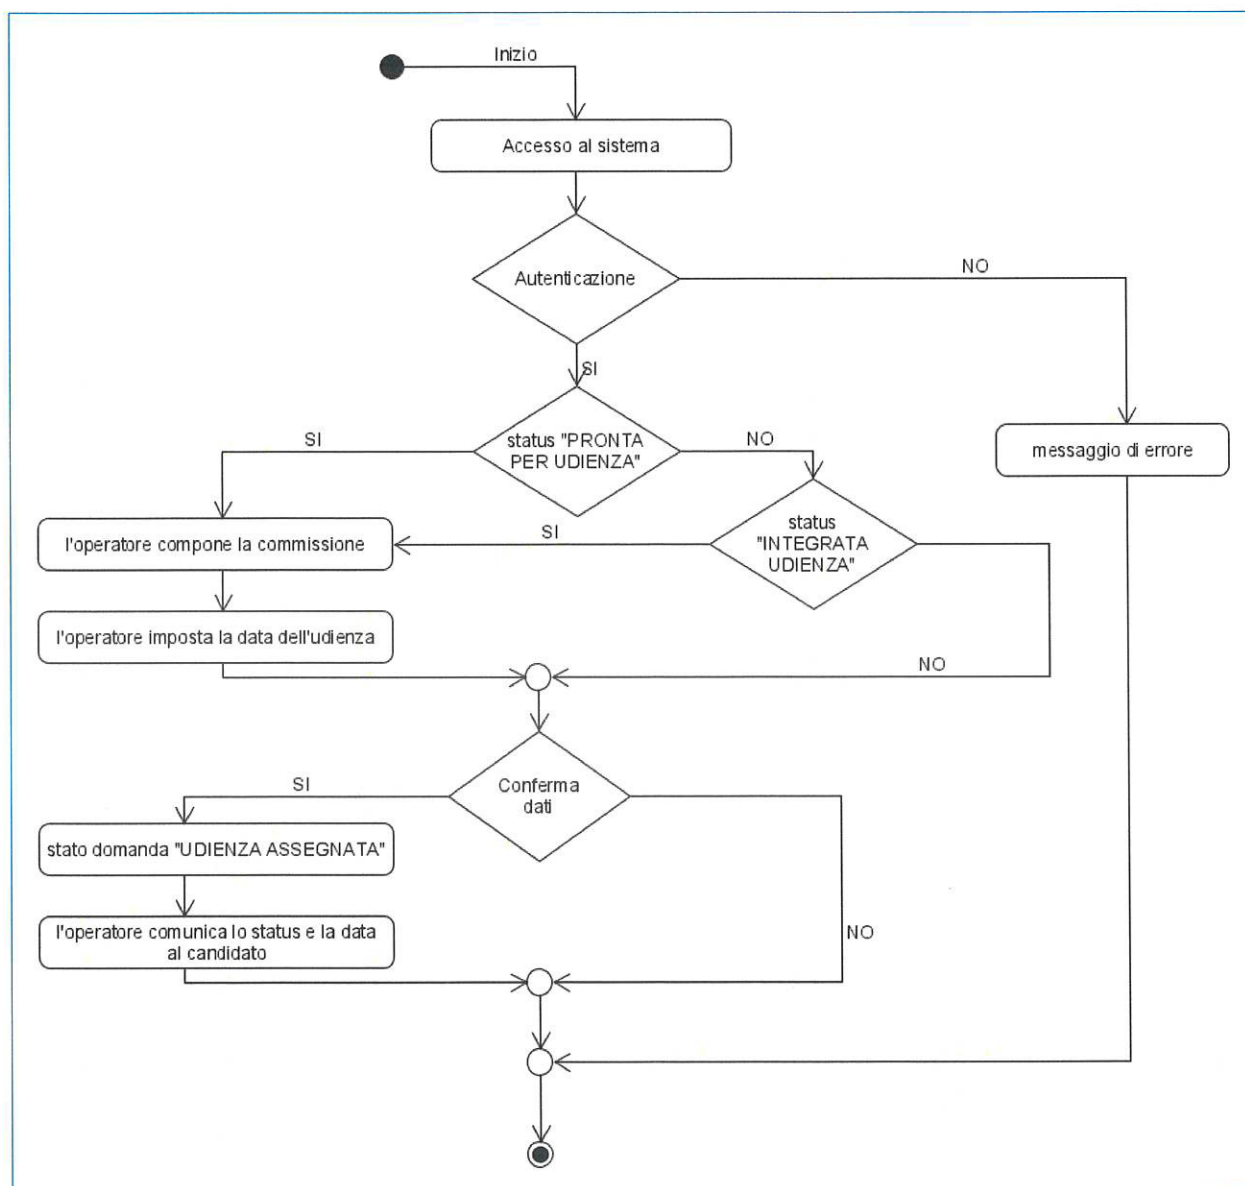 Inizio
Accesso al sistema
Autenticazione
NO
SI
status "PRONTA
PER UDIENZA"
SI
NO
messaggio di errore
l'operatore compone la commissione
SI
status
"INTEGRATA
UDIENZA"
l'operatore imposta la data dell'udienza
NO
Conferma
dati
SI
stato domanda "UDIENZA ASSEGNATA"
l'operatore comunica lo status e la data
al candidato
NO